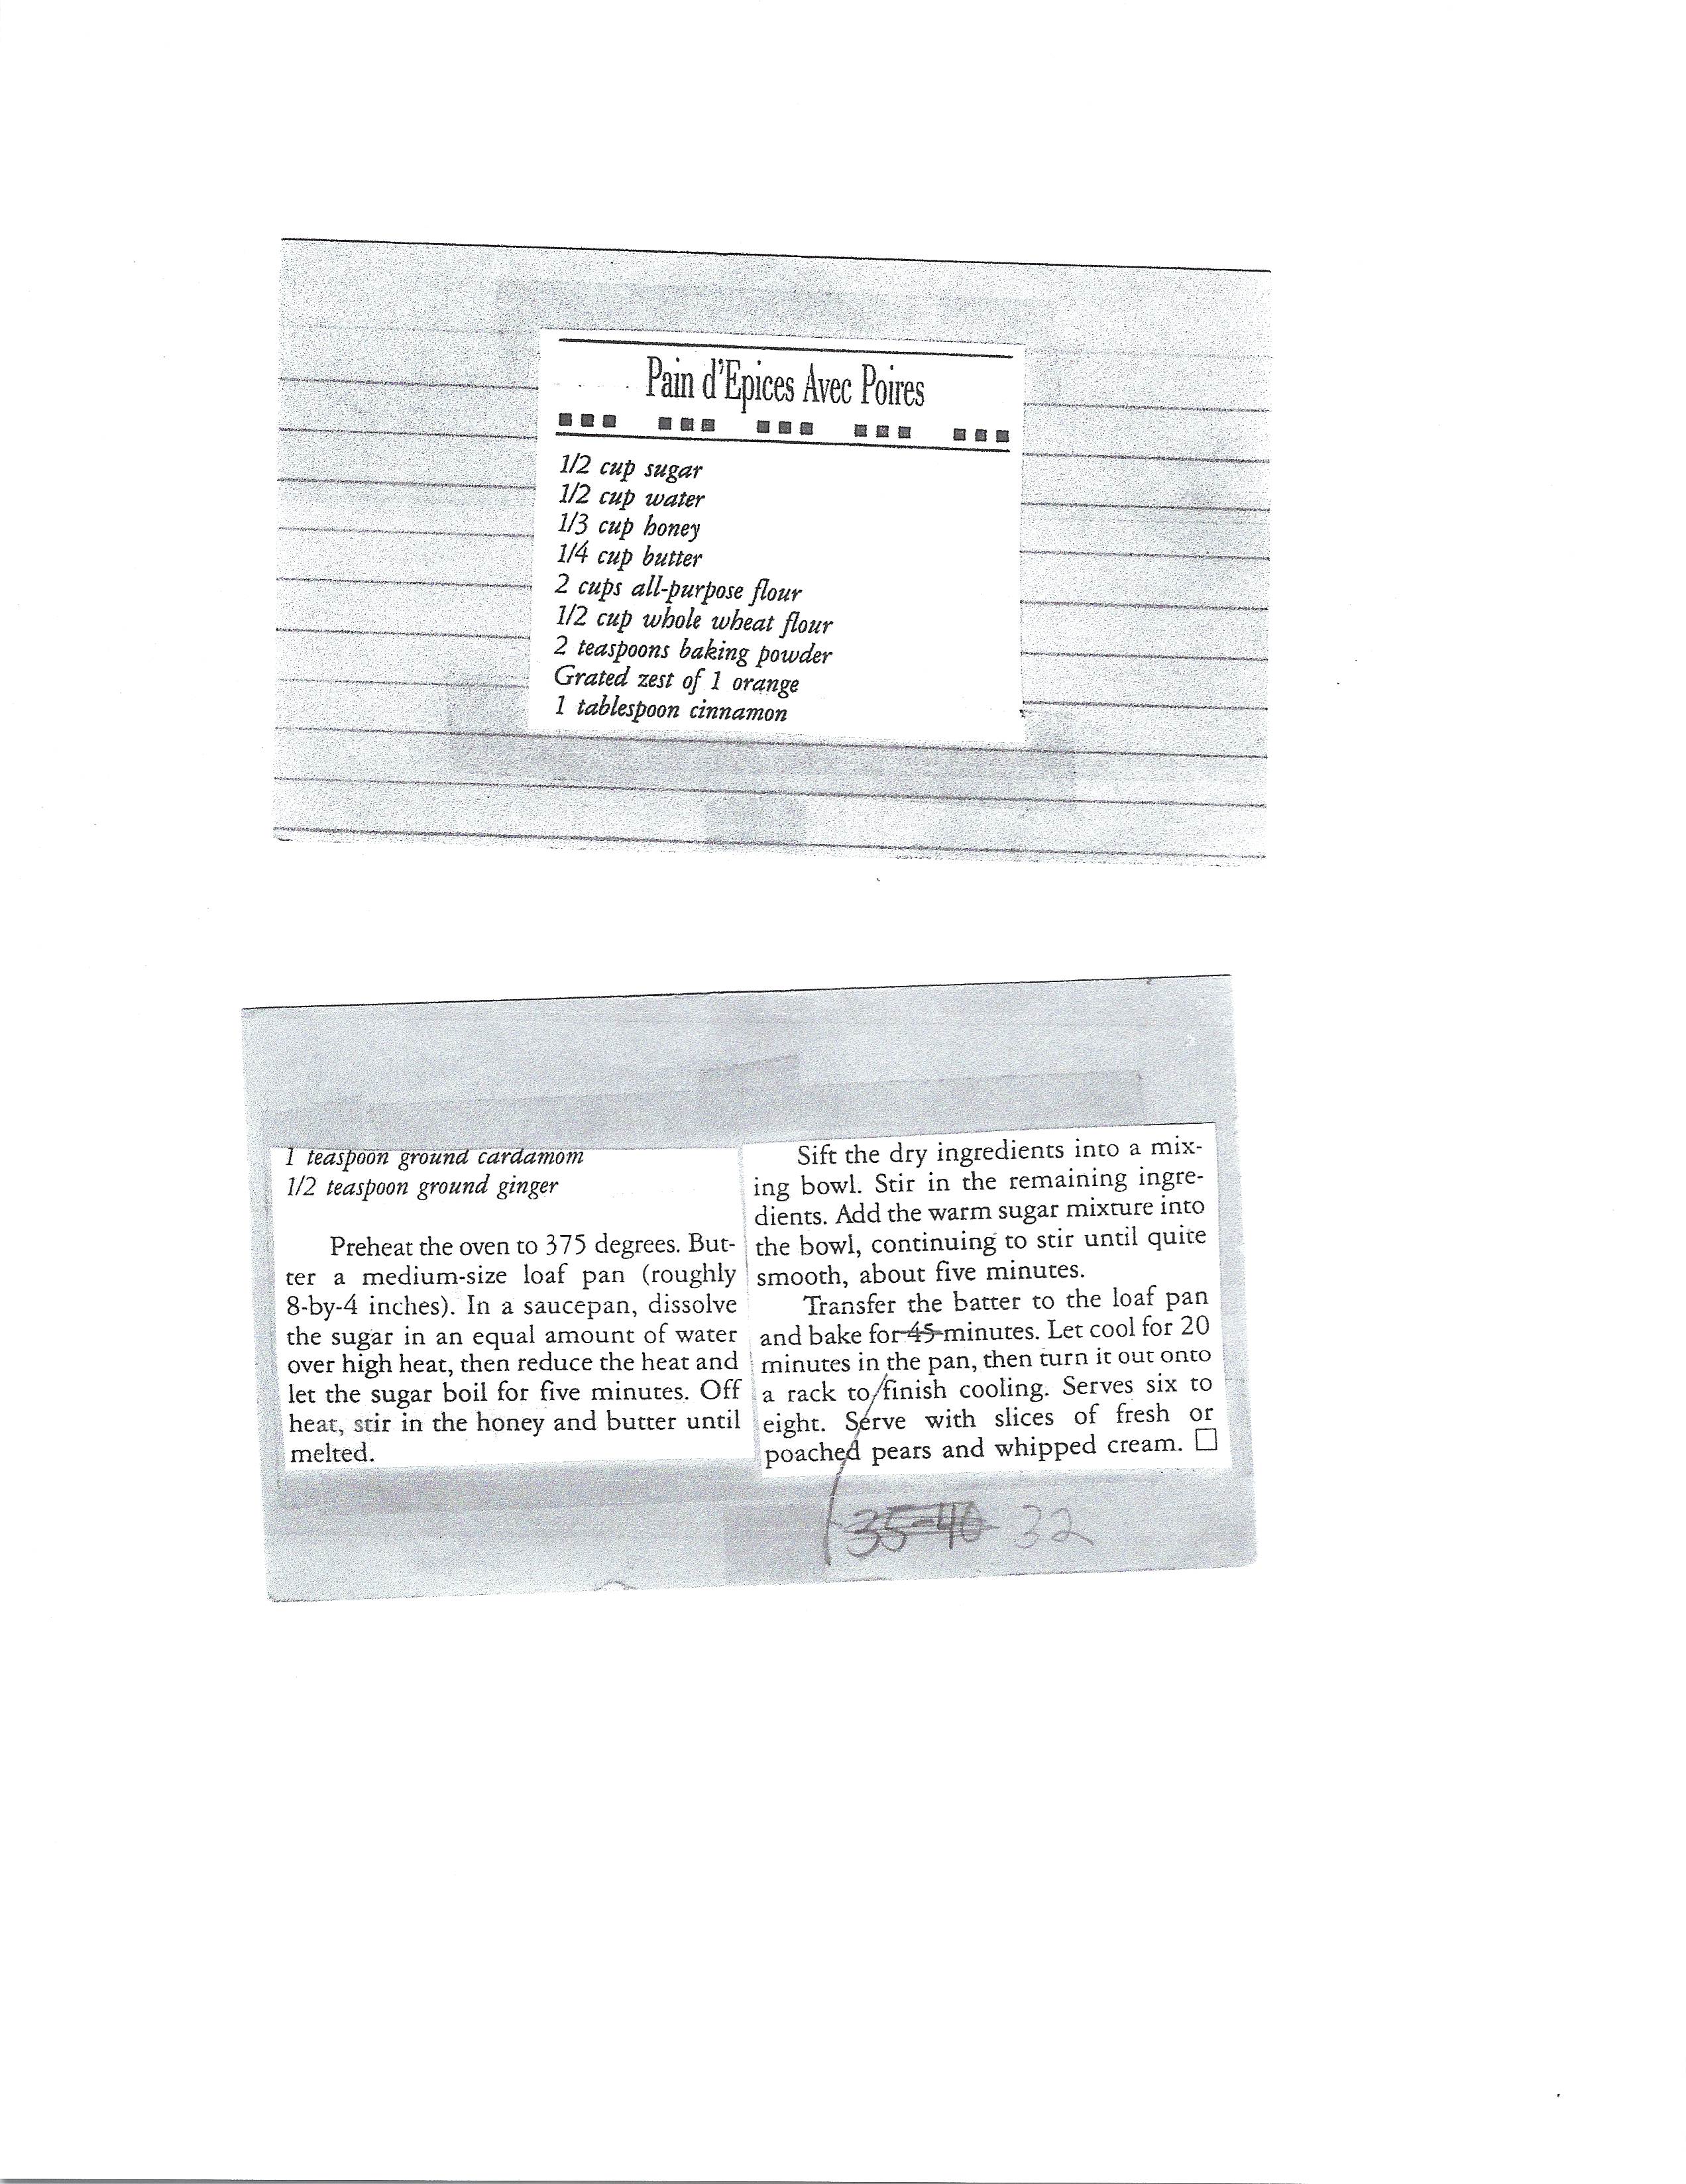 Pain d'Epices Avec Poires
1/2 cup sugar
1/2 cup water
1/3 cup honey
1/4 cup butter
2 cups all-purpose flour
1/2 cup whole wheat flour
2 teaspoons baking powder
Grated zest of 1 orange
1 tablespoon cinnamon
1 teaspoon ground cardamom
1/2 teaspoon ground ginger
Preheat the oven to 375 degrees. But-
ter a medium-size loaf pan (roughly
8-by-4 inches). In a saucepan, dissolve
the sugar in an equal amount of water
over high heat, then reduce the heat and
let the sugar boil for five minutes. Off
heat, stir in the honey and butter until
melted.
Sift the dry ingredients into a mix-
ing bowl. Stir in the remaining ingre-
dients. Add the warm sugar mixture into
the bowl, continuing to stir until quite
smooth, about five minutes.
Transfer the batter to the loaf pan
and bake for 45 minutes. Let cool for 20
minutes in the pan, then turn it out onto
a rack to finish cooling. Serves six to
eight. Serve with slices of fresh or
poached pears and whipped cream. □
35-40 32